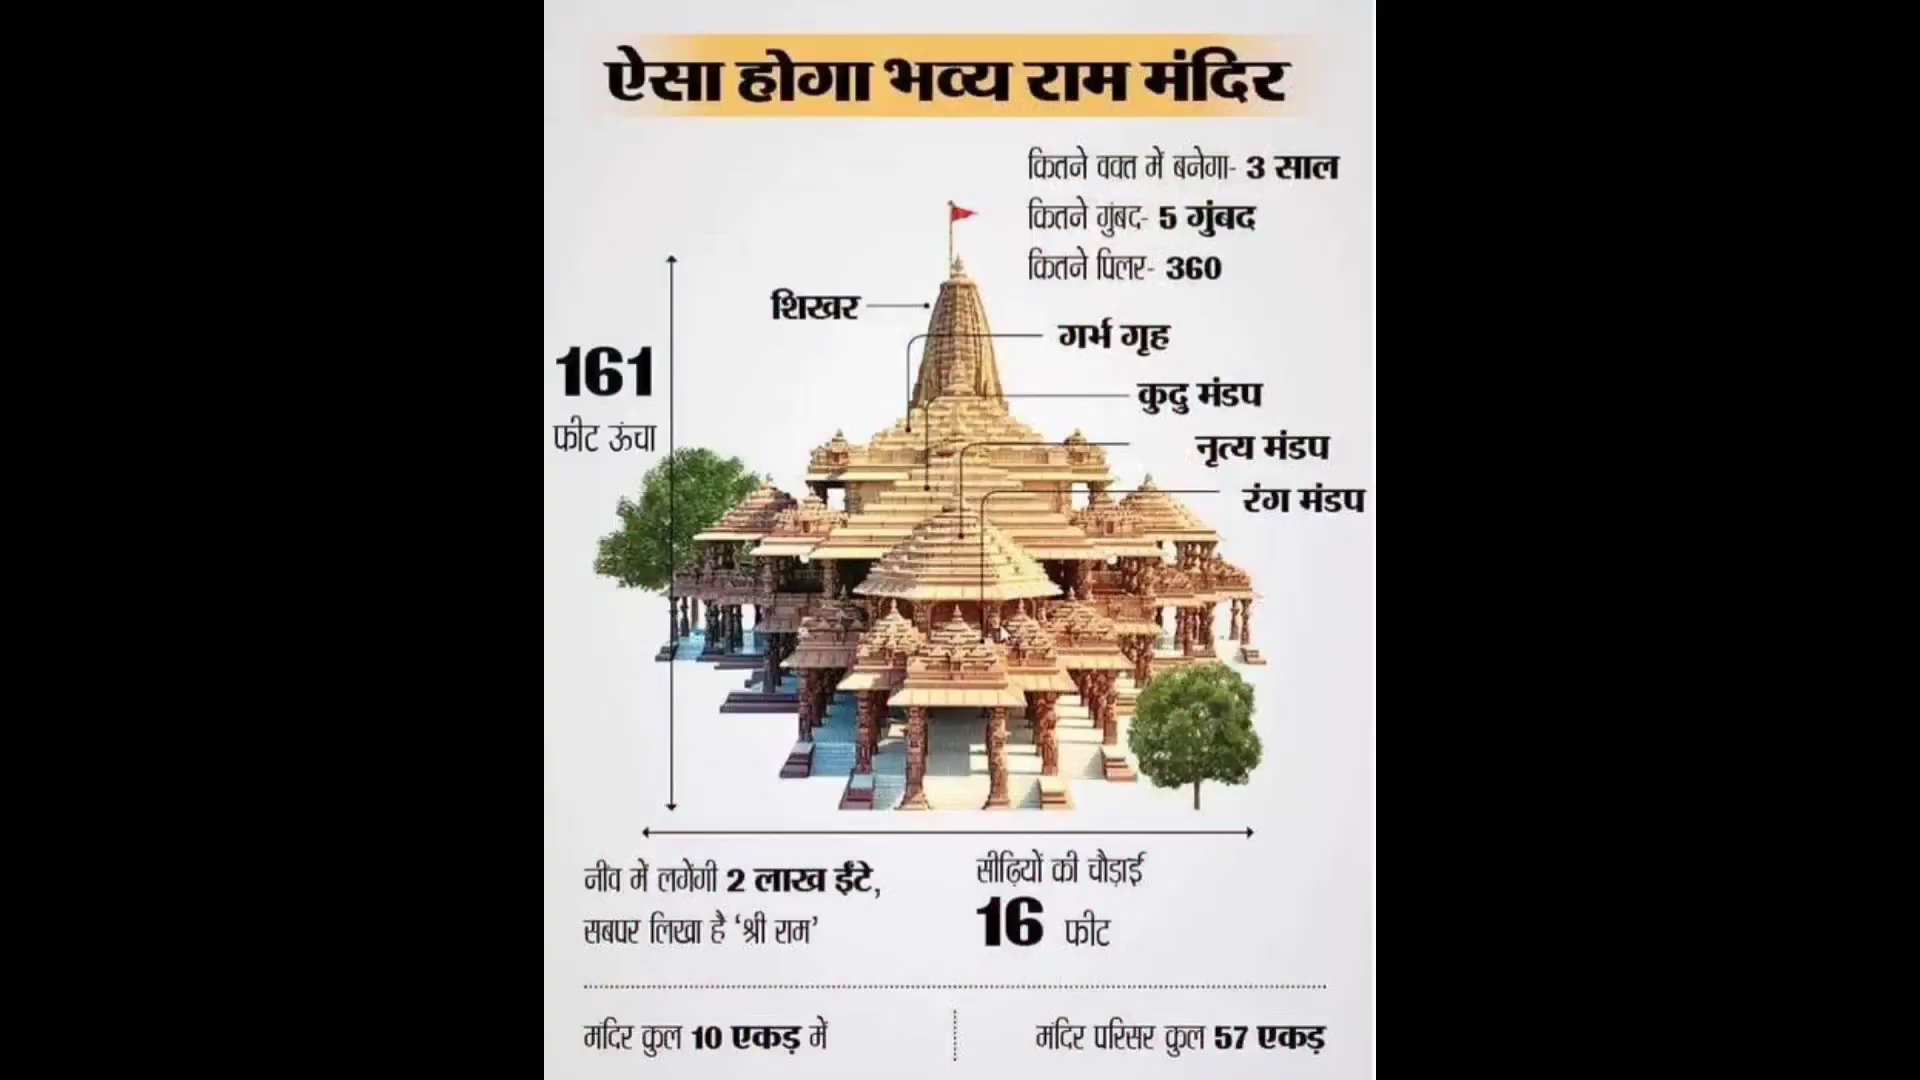 ऐसा होगा भव्य राम मंदिर
कितने वक्त में बनेगा- 3 साल
कितने गुंबद- 5 गुंबद
कितने पिलर- 360
शिखर
गर्भ गृह
161
फीट ऊंचा
कुदु मंडप
नृत्य मंडप
रंग मंडप
नींव में लगेंगी 2 लाख ईंटे,
सबपर लिखा है ‘श्री राम’
सीढ़ियों की चौड़ाई
16 फीट
मंदिर कुल 10 एकड़ में
मंदिर परिसर कुल 57 एकड़